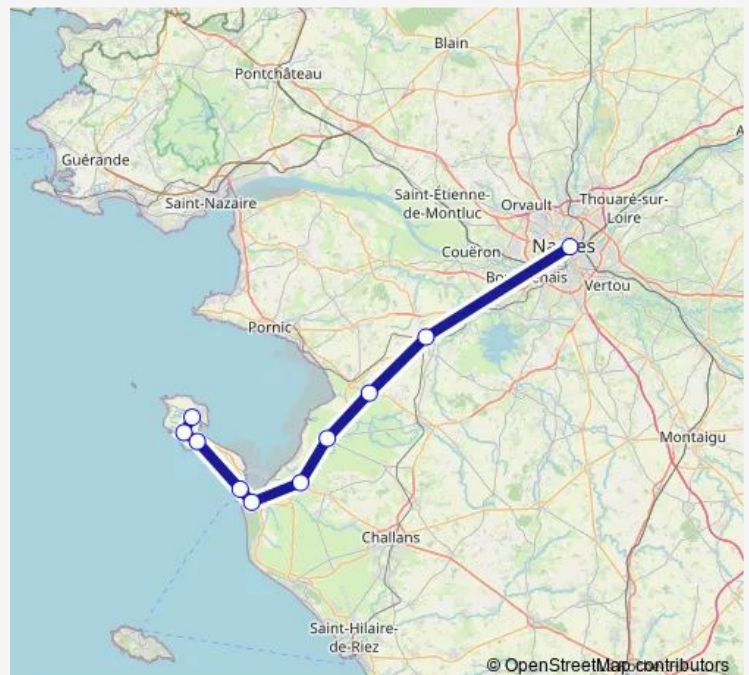 Blain
Pontchâteau
A
Guérande
Saint-Nazaire
Saint-Étienne-
de-Montluc
Orvault
Thouaré-sur-
Loire
Couëron
Vertou
Pornic
Montaigu
Challans
Saint-Hilaire-
de-Riez
© OpenStreetMap contributors